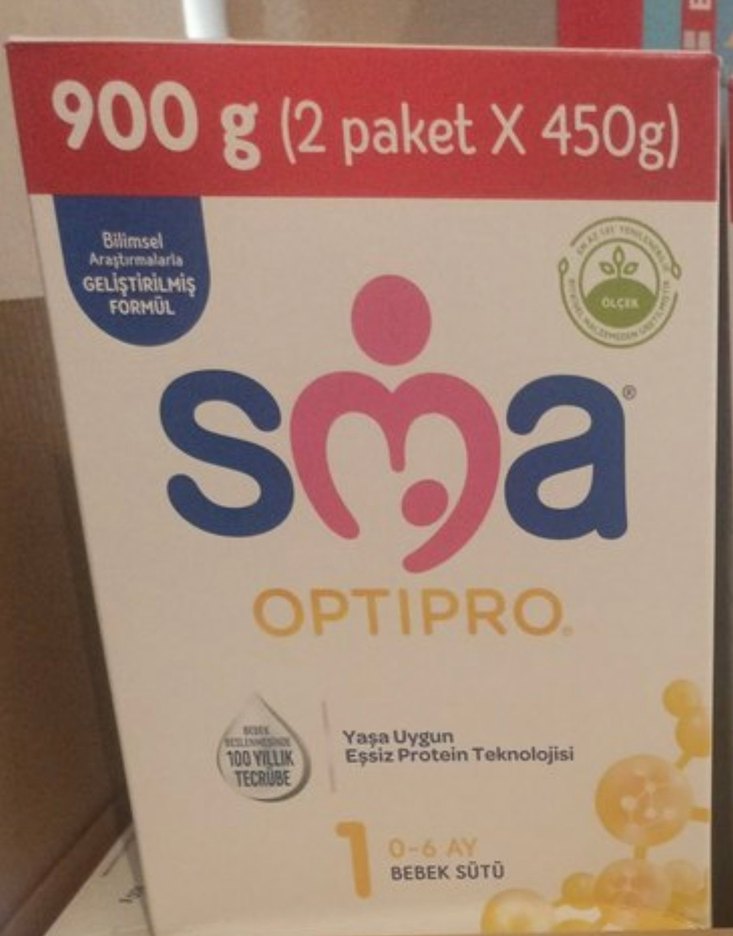 900 g (2 paket X 450g)
Bilimsel
Araştırmalarla
GELİŞTİRİLMİŞ
FORMÜL
ÖLÇEK
sma®
OPTIPRO®
BEBEK
BESLENMESİNDE
100 YILLIK
TECRÜBE
Yaşa Uygun
Eşsiz Protein Teknolojisi
1
0-6 AY
BEBEK SÜTÜ